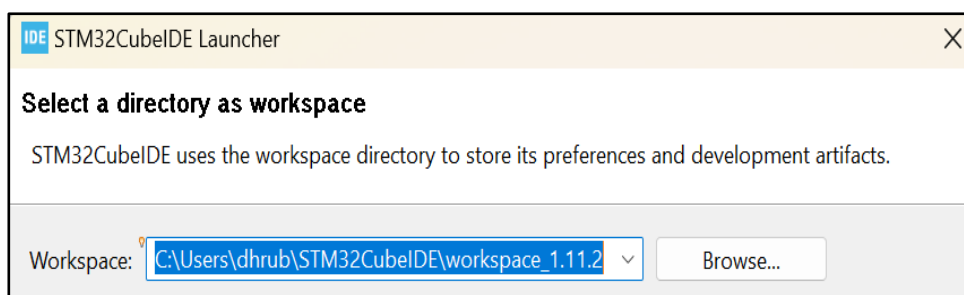 IDE STM32CubeIDE Launcher
Select a directory as workspace
STM32CubeIDE uses the workspace directory to store its preferences and development artifacts.
Workspace: C:\Users\dhrub\STM32CubeIDE\workspace_1.11.2 Browse...